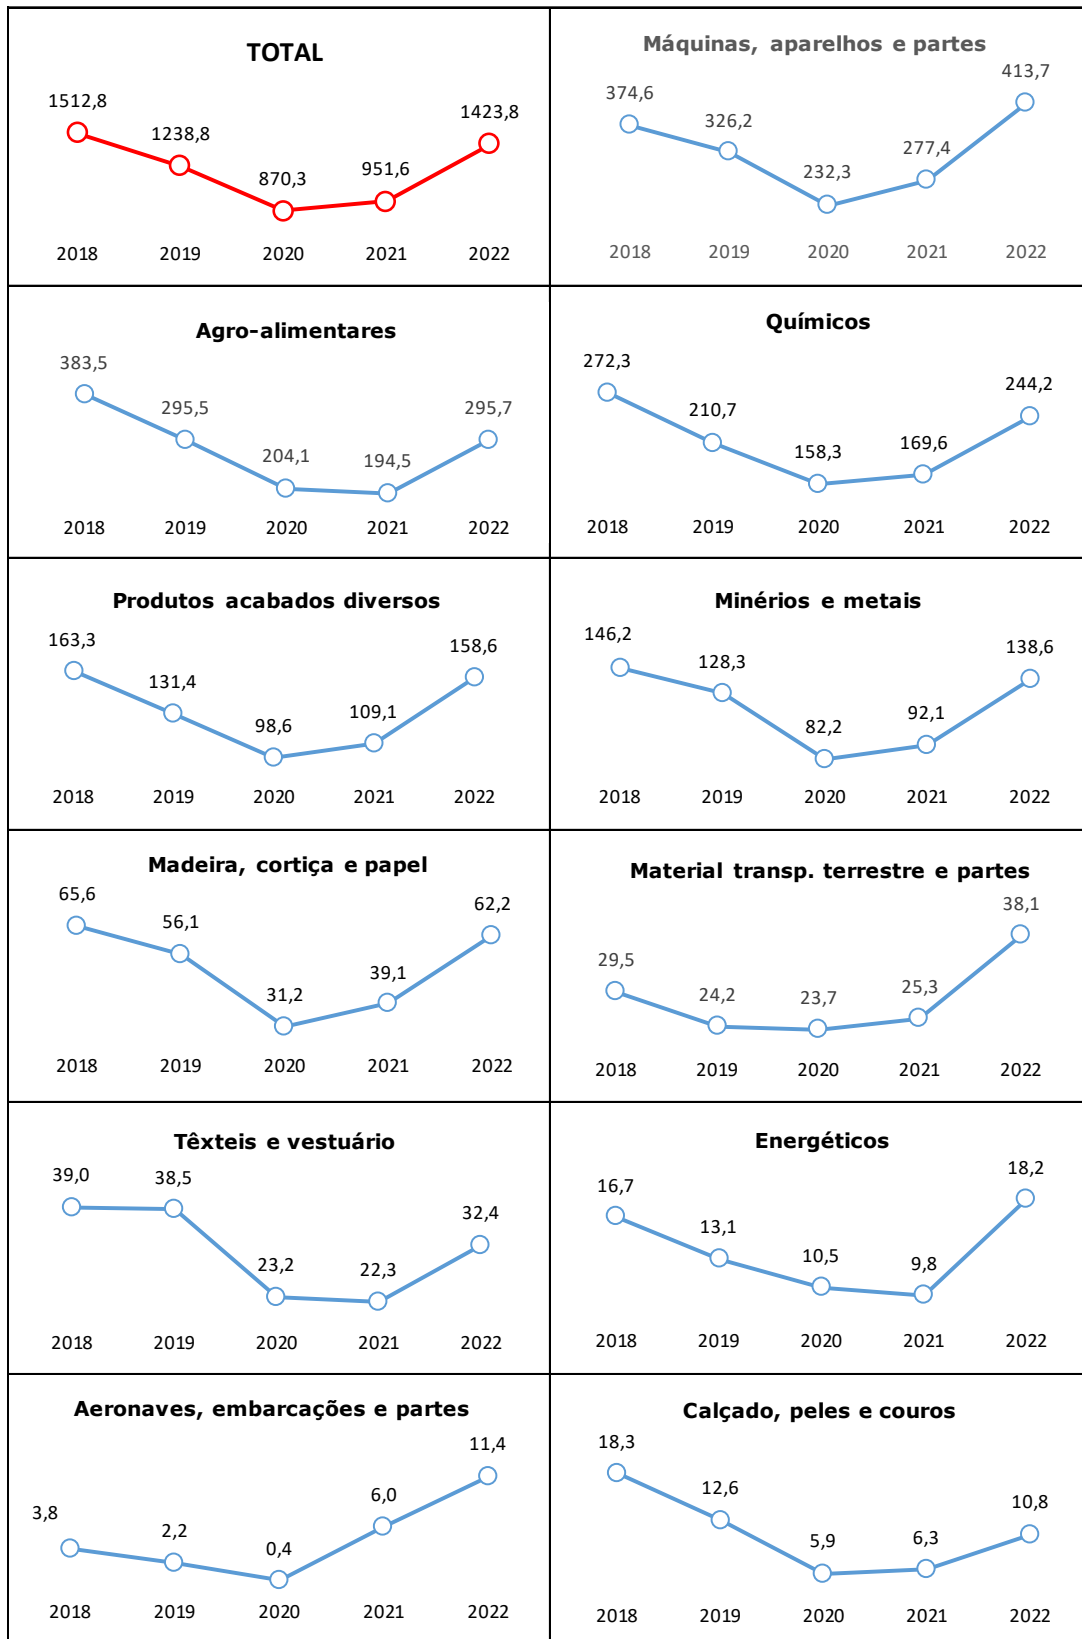 TOTAL
1512,8 1238,8 870,3 951,6 1423,8
2018 2019 2020 2021 2022
Máquinas, aparelhos e partes
374,6 326,2 232,3 277,4 413,7
2018 2019 2020 2021 2022
Agro-alimentares
383,5 295,5 204,1 194,5 295,7
2018 2019 2020 2021 2022
Químicos
272,3 210,7 158,3 169,6 244,2
2018 2019 2020 2021 2022
Produtos acabados diversos
163,3 131,4 98,6 109,1 158,6
2018 2019 2020 2021 2022
Minérios e metais
146,2 128,3 82,2 92,1 138,6
2018 2019 2020 2021 2022
Madeira, cortiça e papel
65,6 56,1 31,2 39,1 62,2
2018 2019 2020 2021 2022
Material transp. terrestre e partes
29,5 24,2 23,7 25,3 38,1
2018 2019 2020 2021 2022
Têxteis e vestuário
39,0 38,5 23,2 22,3 32,4
2018 2019 2020 2021 2022
Energéticos
16,7 13,1 10,5 9,8 18,2
2018 2019 2020 2021 2022
Aeronaves, embarcações e partes
3,8 2,2 0,4 6,0 11,4
2018 2019 2020 2021 2022
Calçado, peles e couros
18,3 12,6 5,9 6,3 10,8
2018 2019 2020 2021 2022